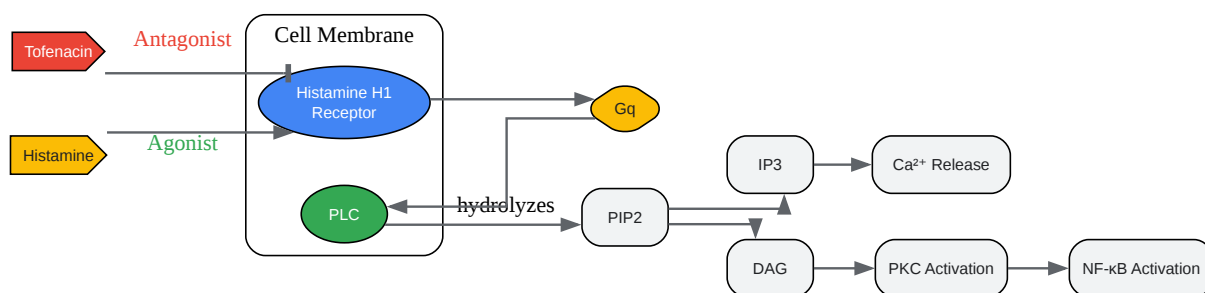 Tofenacin
Antagonist
Cell Membrane
Histamine H1
Receptor
Gq
Histamine
Agonist
PLC
hydrolyzes
PIP2
IP3
Ca²⁺ Release
DAG
PKC Activation
NF-κB Activation